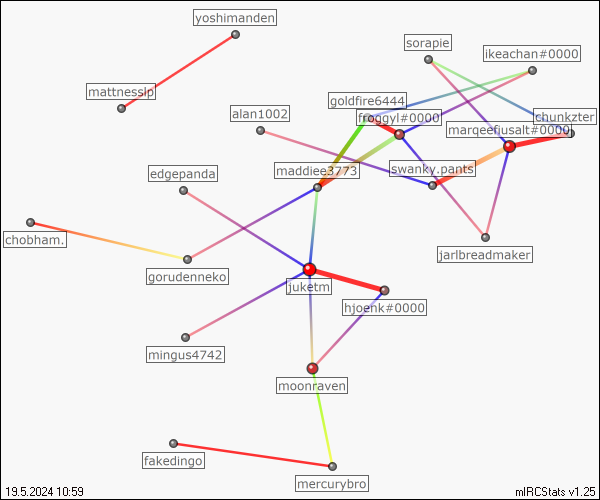 yoshimanden
sorapie
ikeachan#0000
mattnesslp
goldfire6444
alan1002
froggyl#0000
chunkzter
marqeefiusalt#0000
maddiee3773
swanky.pants
edgepanda
chobham.
jarlbreadmaker
gorudenneko
juketm
hjoenk#0000
mingus4742
moonraven
fakedingo
mercurybro
19.5.2024 10:59
mIRCStats v1.25